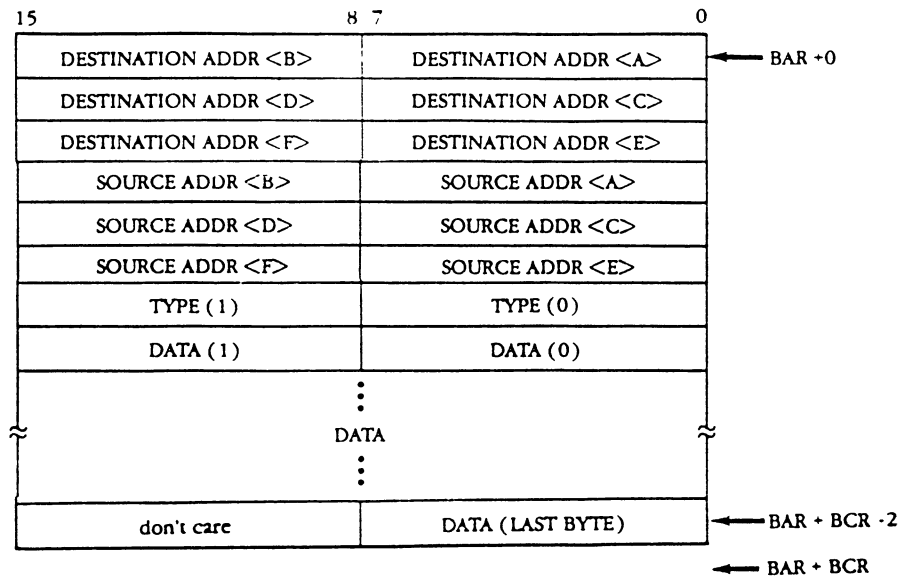 15 8 7 0
DESTINATION ADDR <B> DESTINATION ADDR <A> BAR +0
DESTINATION ADDR <D> DESTINATION ADDR <C>
DESTINATION ADDR <F> DESTINATION ADDR <E>
SOURCE ADDR <B> SOURCE ADDR <A>
SOURCE ADDR <D> SOURCE ADDR <C>
SOURCE ADDR <F> SOURCE ADDR <E>
TYPE (1) TYPE (0)
DATA (1) DATA (0)
DATA
don't care DATA (LAST BYTE) BAR + BCR -2
BAR + BCR